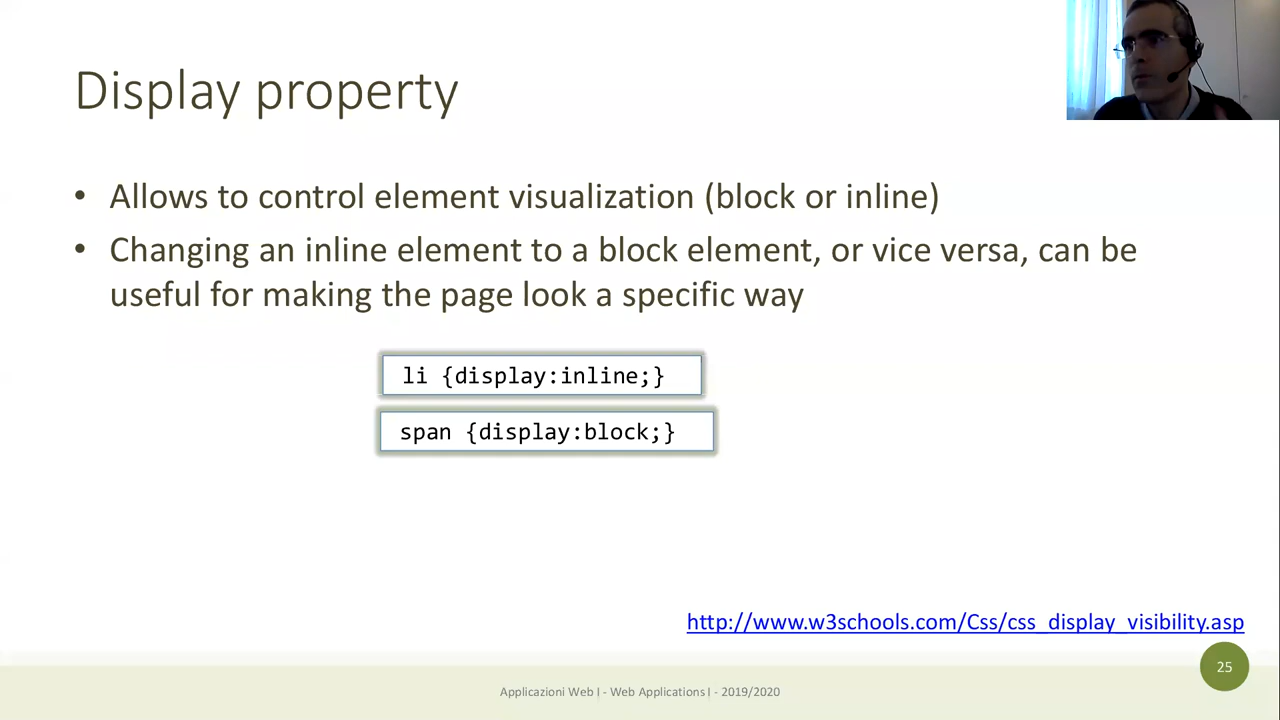 Display property
• Allows to control element visualization (block or inline)
• Changing an inline element to a block element, or vice versa, can be
useful for making the page look a specific way
li {display:inline;}
span {display:block;}
http://www.w3schools.com/Css/css_display_visibility.asp
25
Applicazioni Web I - Web Applications I - 2019/2020